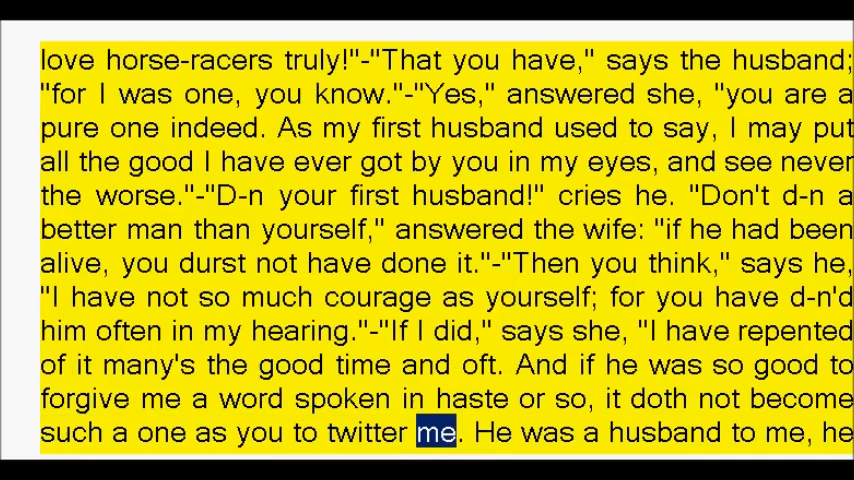 love horse-racers truly!"-"That you have," says the husband;
"for I was one, you know."-"Yes," answered she, "you are a
pure one indeed. As my first husband used to say, I may put
all the good I have ever got by you in my eyes, and see never
the worse."-"D-n your first husband!" cries he. "Don't d-n a
better man than yourself," answered the wife: "if he had been
alive, you durst not have done it."-"Then you think," says he,
"I have not so much courage as yourself; for you have d-n'd
him often in my hearing."-"If I did," says she, "I have repented
of it many's the good time and oft. And if he was so good to
forgive me a word spoken in haste or so, it doth not become
such a one as you to twitter me. He was a husband to me, he